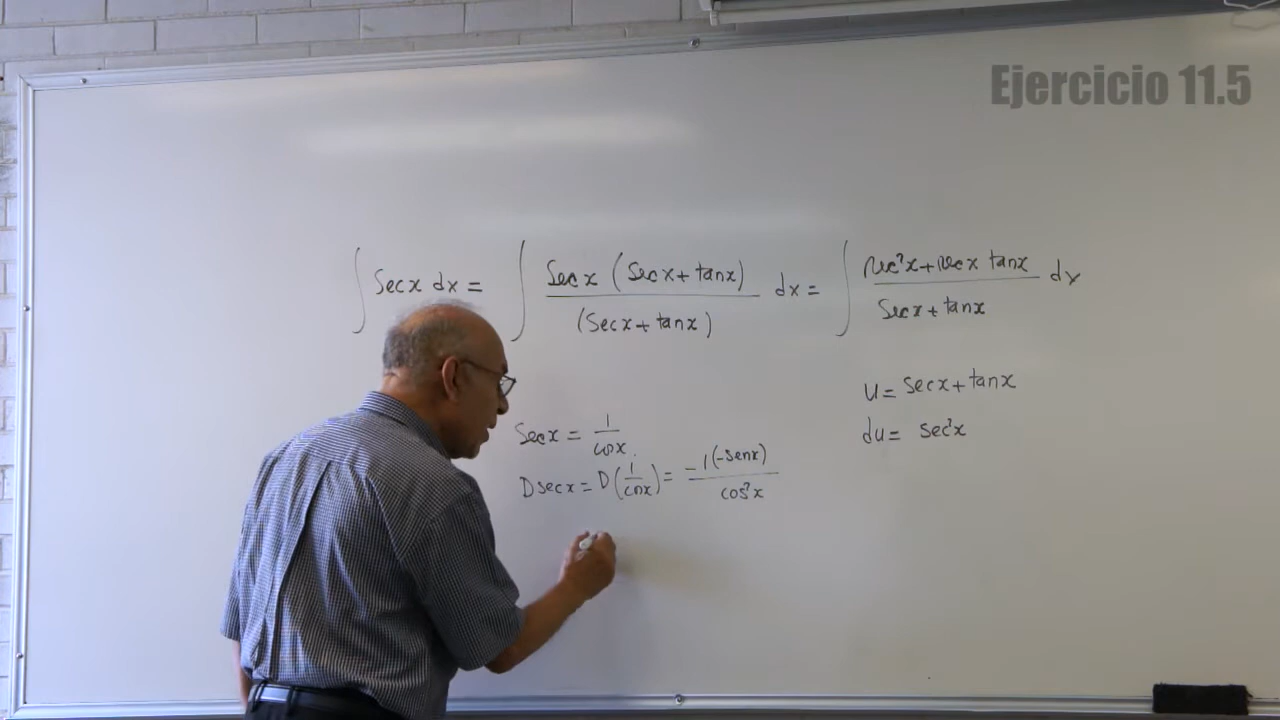 Ejercicio 11.5
∫ Sec x dx = ∫ Sec x (Sec x + tan x) / (Sec x + tan x) dx = ∫ sec²x + sec x tan x / Sec x + tan x dx
u = sec x + tan x
du = sec²x
Sec x = 1 / cos x
D sec x = D(1 / cos x) = -1(-sen x) / cos²x